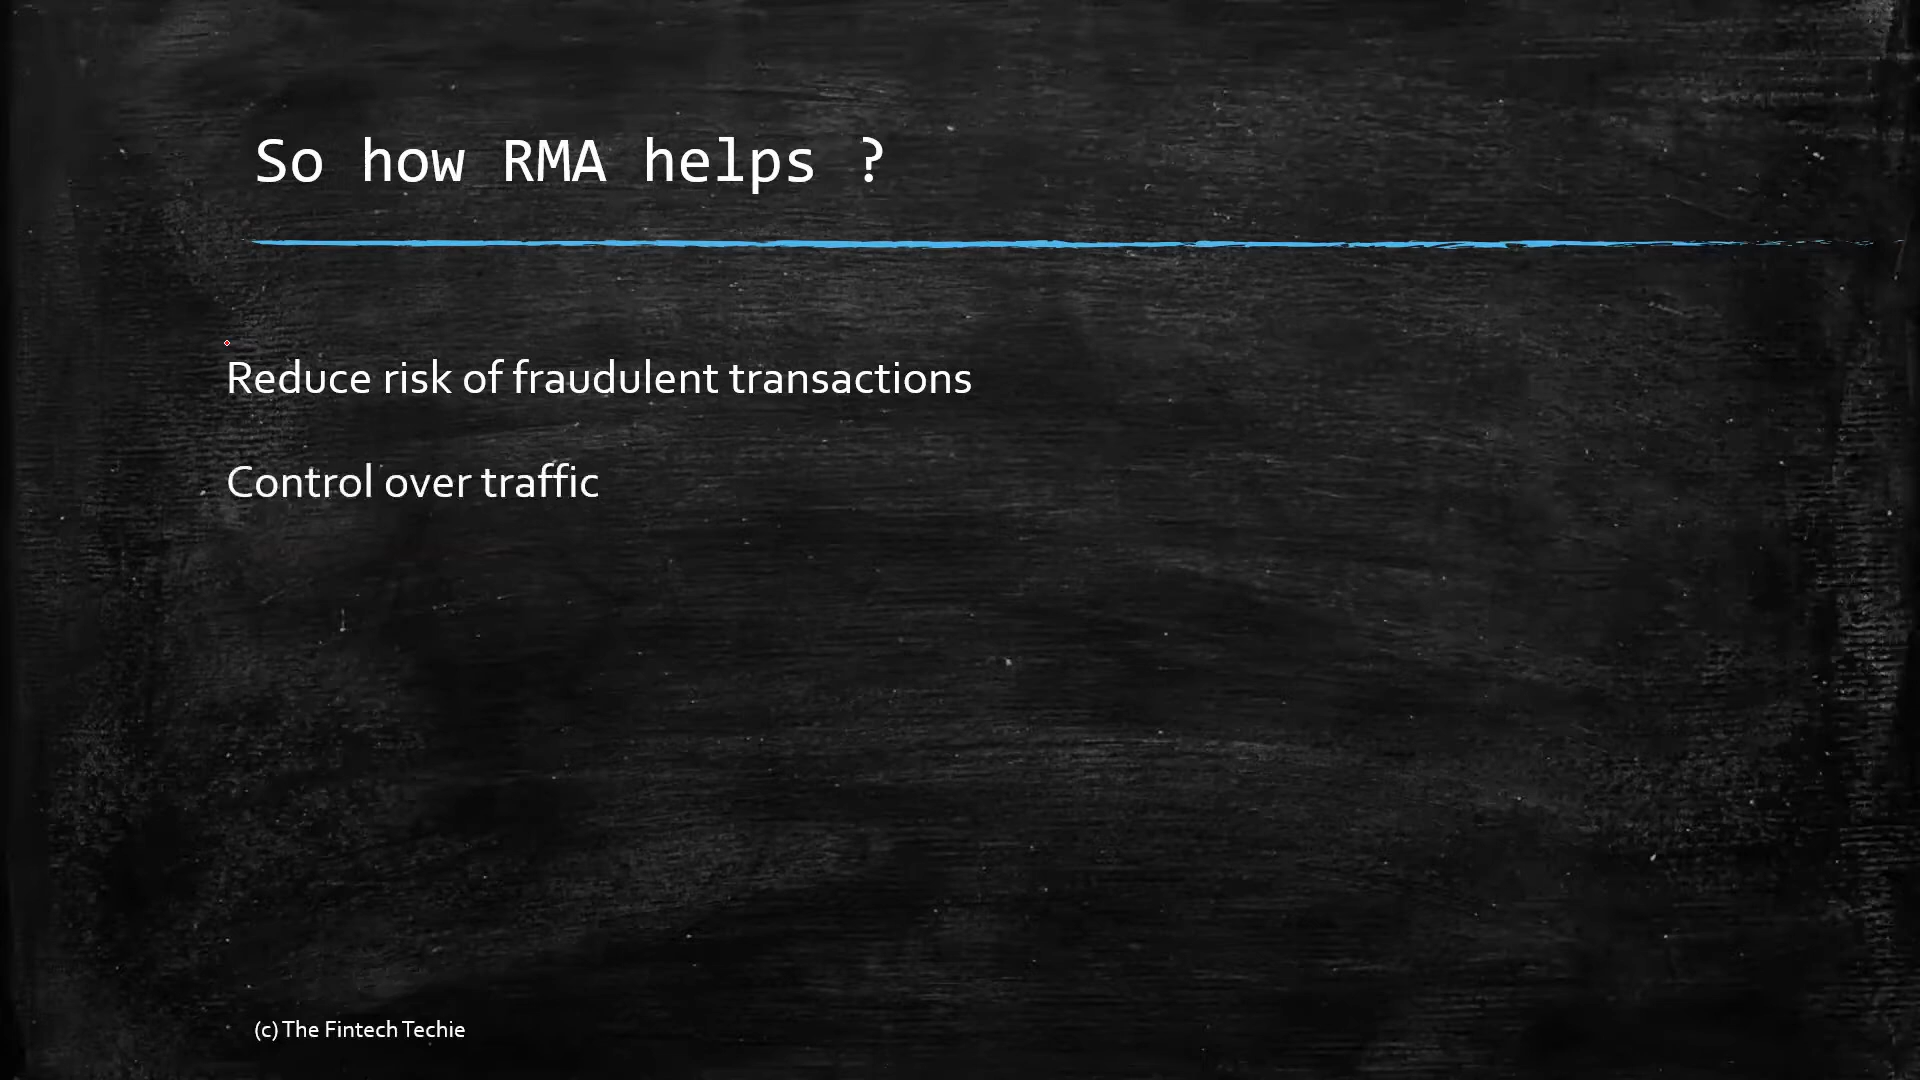 So how RMA helps ?
Reduce risk of fraudulent transactions
Control over traffic
(c) The Fintech Techie